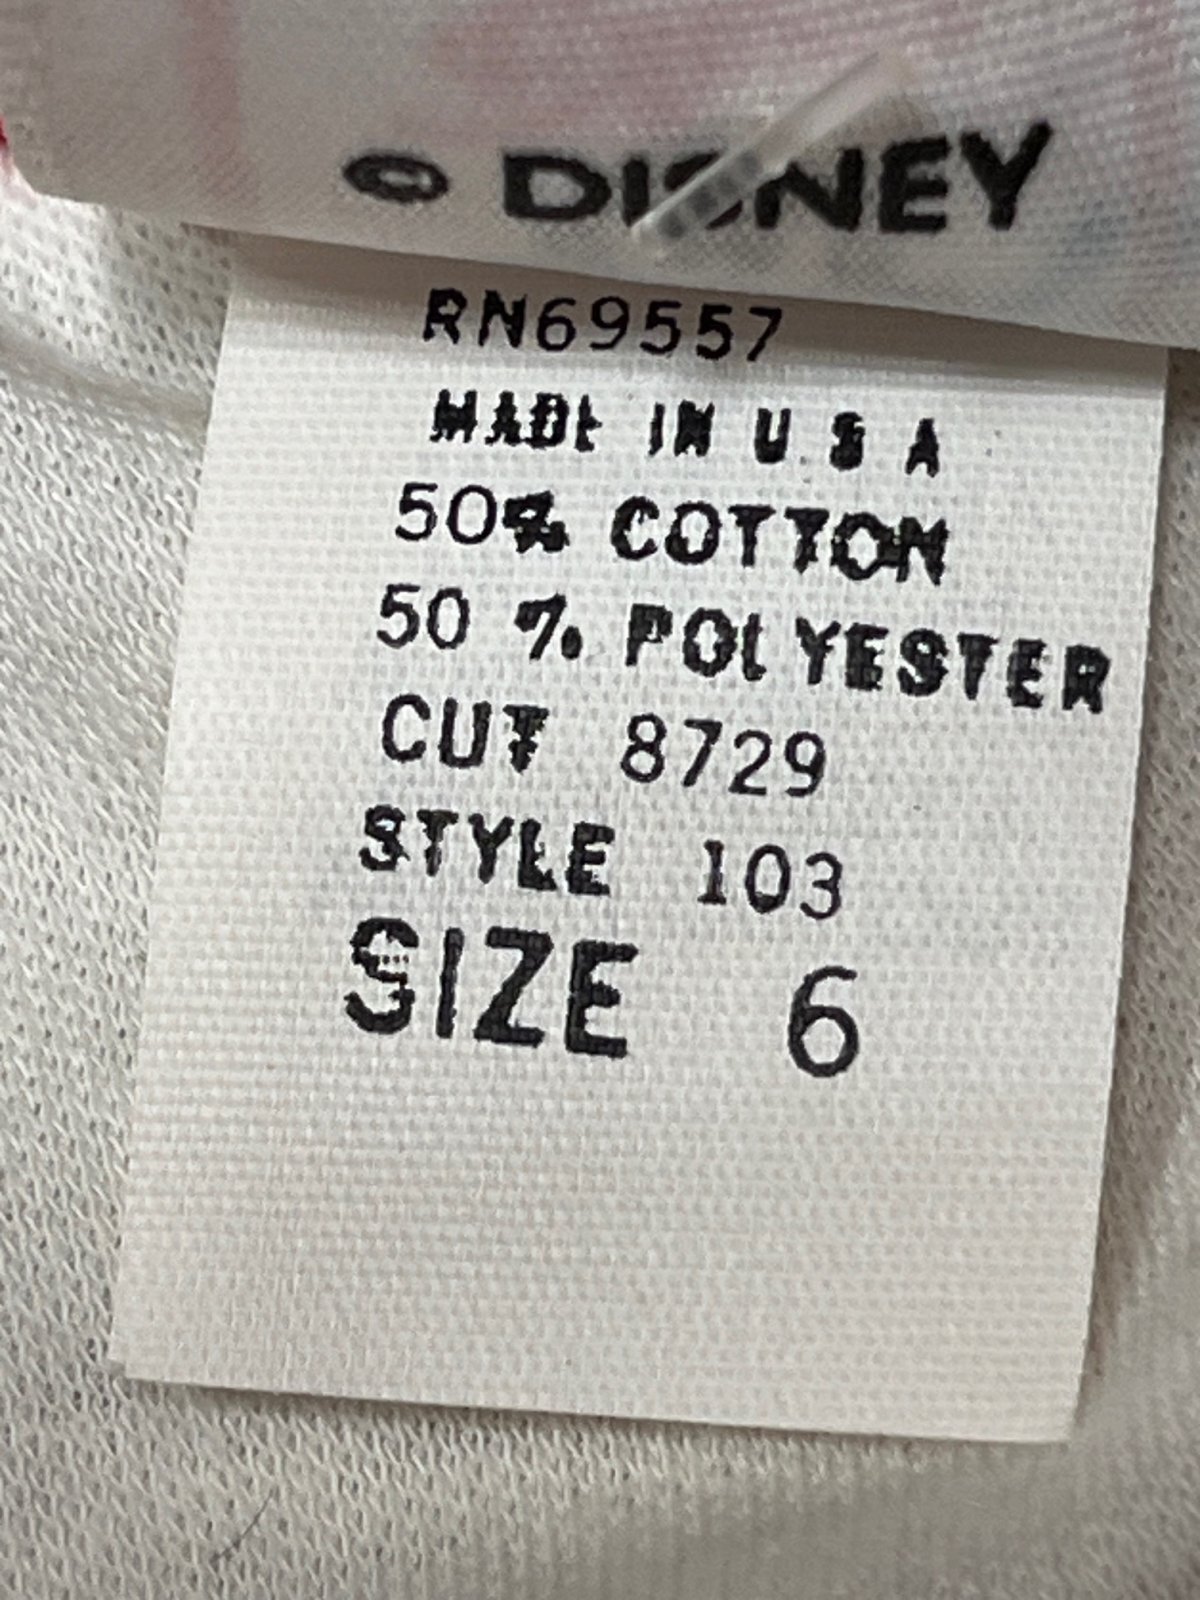 © DISNEY
RN69557
MADE IN U S A
50% COTTON
50 % POLYESTER
CUT 8729
STYLE 103
SIZE 6